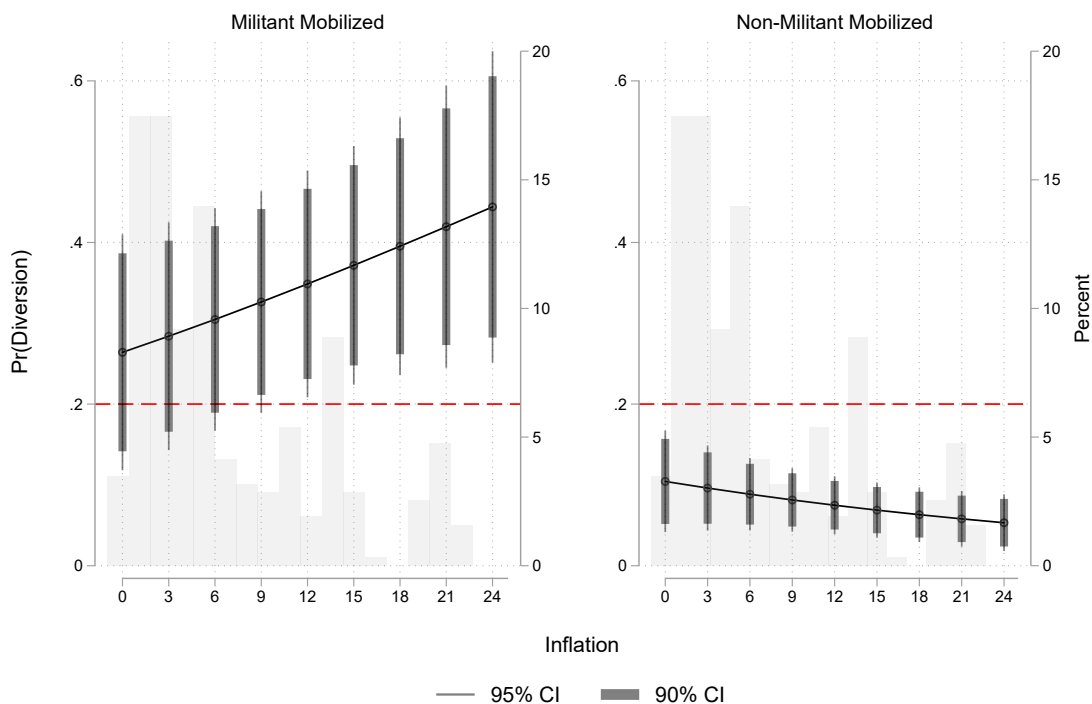 Militant Mobilized
Non-Militant Mobilized
Pr(Diversion)
.6
.4
.2
0
20
15
10
5
0
0 3 6 9 12 15 18 21 24
.6
.4
.2
0
20
15
10
5
0
Percent
0 3 6 9 12 15 18 21 24
Inflation
95% CI 90% CI